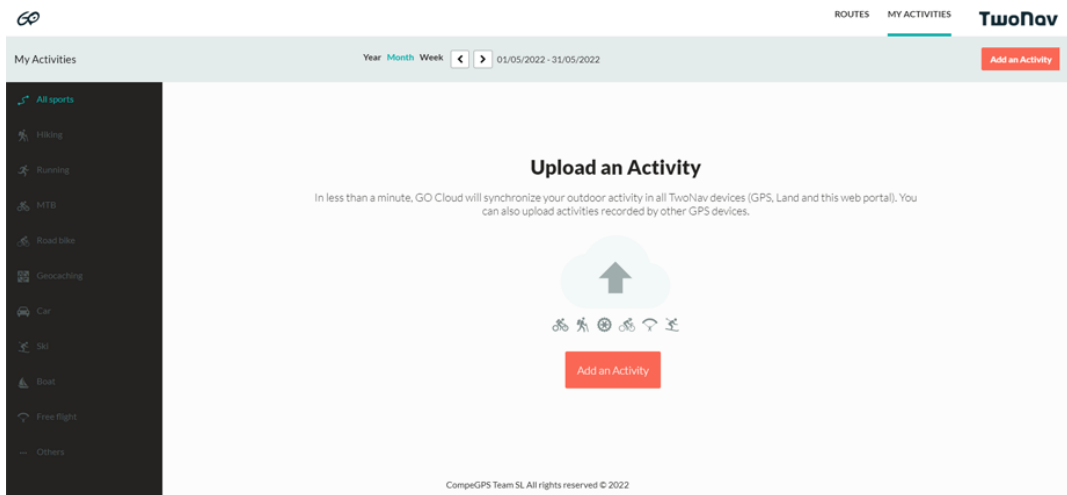 GO
ROUTES MY ACTIVITIES TwoNav
My Activities Year Month Week 01/05/2022 - 31/05/2022 Add an Activity
All sports
Hiking
Running
MTB
Road bike
Geocaching
Car
Ski
Boat
Free flight
Others
Upload an Activity
In less than a minute, GO Cloud will synchronize your outdoor activity in all TwoNav devices (GPS, Land and this web portal). You
can also upload activities recorded by other GPS devices.
Add an Activity
CompeGPS Team SL All rights reserved © 2022